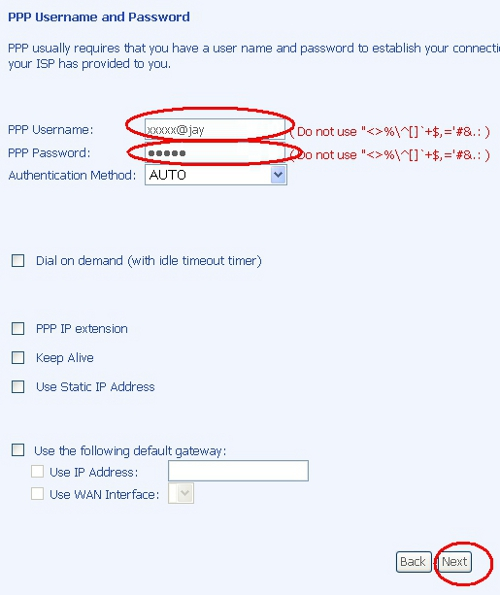 PPP Username and Password
PPP usually requires that you have a user name and password to establish your connecti
your ISP has provided to you.
PPP Username: xxxxx@jay ( Do not use "<>%\^[]`+$,='#&.: )
PPP Password: ●●●●● ( Do not use "<>%\^[]`+$,='#&.: )
Authentication Method: AUTO
Dial on demand (with idle timeout timer)
PPP IP extension
Keep Alive
Use Static IP Address
Use the following default gateway:
Use IP Address:
Use WAN Interface:
Back Next